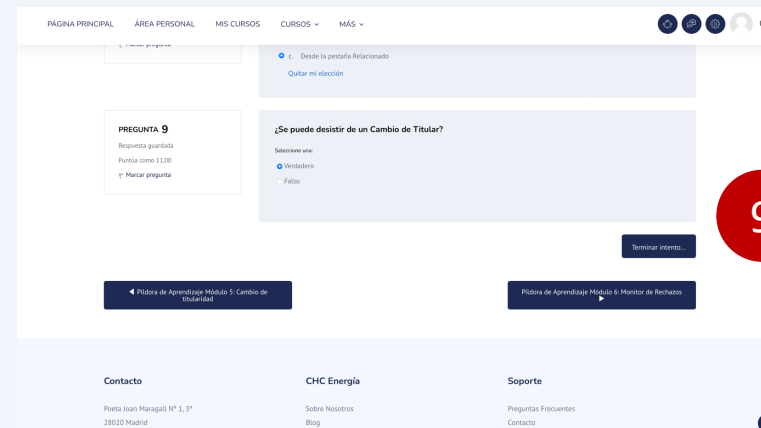 PÁGINA PRINCIPAL ÁREA PERSONAL MIS CURSOS CURSOS MÁS
Marcar pregunta
c. Desde la pestaña Relacionado
Quitar mi elección
PREGUNTA 9
Respuesta guardada
Puntúa como 11,00
Marcar pregunta
¿Se puede desistir de un Cambio de Titular?
Seleccione una:
Verdadero
Falso
9
Terminar intento...
◀ Píldora de Aprendizaje Módulo 5: Cambio de
titularidad
Píldora de Aprendizaje Módulo 6: Monitor de Rechazos
▶
Contacto
Poeta Joan Maragall Nº 1, 3º
28020 Madrid
CHC Energía
Sobre Nosotros
Blog
Soporte
Preguntas Frecuentes
Contacto